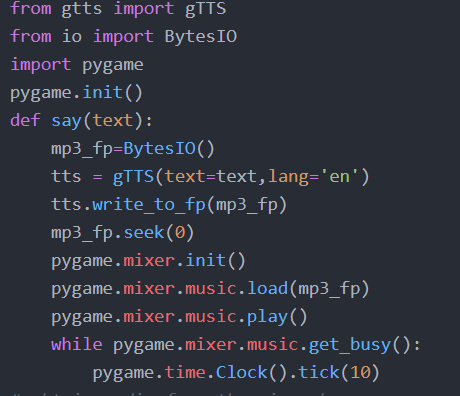 from gtts import gTTS
from io import BytesIO
import pygame
pygame.init()
def say(text):
    mp3_fp=BytesIO()
    tts = gTTS(text=text,lang='en')
    tts.write_to_fp(mp3_fp)
    mp3_fp.seek(0)
    pygame.mixer.init()
    pygame.mixer.music.load(mp3_fp)
    pygame.mixer.music.play()
    while pygame.mixer.music.get_busy():
        pygame.time.Clock().tick(10)